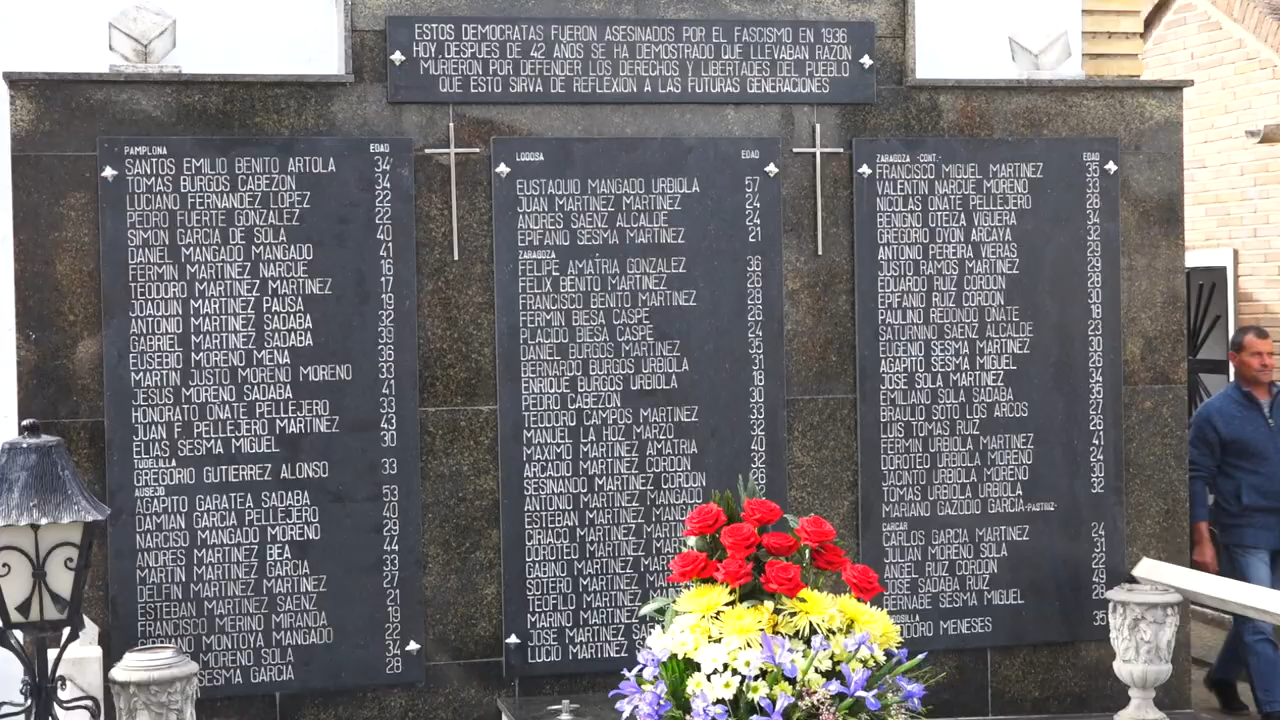 ESTOS DEMOCRATAS FUERON ASESINADOS POR EL FASCISMO EN 1936
HOY, DESPUES DE 42 AÑOS SE HA DEMOSTRADO QUE LLEVABAN RAZON
MURIERON POR DEFENDER LOS DERECHOS Y LIBERTADES DEL PUEBLO
QUE ESTO SIRVA DE REFLEXION A LAS FUTURAS GENERACIONES
PAMPLONA EDAD
SANTOS EMILIO BENITO ARTOLA 34
TOMAS BURGOS CABEZON 34
LUCIANO FERNANDEZ LOPEZ 22
PEDRO FUERTE GONZALEZ 22
SIMON GARCIA DE SOLA 40
DANIEL MANGADO MANGADO 41
FERMIN MARTINEZ NARCUE 16
TEODORO MARTINEZ MARTINEZ 17
JOAQUIN MARTINEZ PAUSA 19
ANTONIO MARTINEZ SADABA 32
GABRIEL MARTINEZ SADABA 39
EUSEBIO MORENO MENA 36
MARTIN JUSTO MORENO MORENO 33
JESUS MORENO SADABA 41
HONORATO OÑATE PELLEJERO 33
JUAN F. PELLEJERO MARTINEZ 43
ELIAS SESMA MIGUEL 30
TUDELILLA
GREGORIO GUTIERREZ ALONSO 33
AUSEJO
AGAPITO GARATEA SADABA 53
DAMIAN GARCIA PELLEJERO 40
NARCISO MANGADO MORENO 29
ANDRES MARTINEZ BEA 44
MARTIN MARTINEZ GARCIA 33
DELFIN MARTINEZ MARTINEZ 27
ESTEBAN MARTINEZ SAENZ 21
FRANCISCO MERINO MIRANDA 19
MONTOYA MANGADO 22
MORENO SOLA 34
SESMA GARCIA 28
LODOSA EDAD
EUSTAQUIO MANGADO URBIOLA 57
JUAN MARTINEZ MARTINEZ 24
ANDRES SAENZ ALCALDE 24
EPIFANIO SESMA MARTINEZ 21
ZARAGOZA
FELIPE AMATRIA GONZALEZ 36
FELIX BENITO MARTINEZ 26
FRANCISCO BENITO MARTINEZ 28
FERMIN BIESA CASPE 26
PLACIDO BIESA CASPE 24
DANIEL BURGOS MARTINEZ 35
BERNARDO BURGOS URBIOLA 31
ENRIQUE BURGOS URBIOLA 18
PEDRO CABEZON 30
TEODORO CAMPOS MARTINEZ 33
MANUEL LA HOZ MARZO 32
MAXIMO MARTINEZ AMATRIA 40
ARCADIO MARTINEZ CORDON 32
SESINANDO MARTINEZ CORDON
ANTONIO MARTINEZ MANGADO
ESTEBAN MARTINEZ
CIRIACO MARTINEZ
DOROTEO MARTINEZ
GABINO MARTINEZ
SOTERO MARTINEZ
TEOFILO MARTINEZ
MARINO MARTINEZ
JOSE MARTINEZ
LUCIO MARTINEZ
ZARAGOZA -CONT.- EDAD
FRANCISCO MIGUEL MARTINEZ 35
VALENTIN NARCUE MORENO 33
NICOLAS OÑATE PELLEJERO 28
BENIGNO OTEIZA VIGUERA 34
GREGORIO OYON ARCAYA 32
ANTONIO PEREIRA VIERAS 29
JUSTO RAMOS MARTINEZ 29
EDUARDO RUIZ CORDON 28
EPIFANIO RUIZ CORDON 30
PAULINO REDONDO OÑATE 18
SATURNINO SAENZ ALCALDE 23
EUGENIO SESMA MARTINEZ 30
AGAPITO SESMA MIGUEL 26
JOSE SOLA MARTINEZ 34
EMILIANO SOLA SADABA 35
BRAULIO SOTO LOS ARCOS 27
LUIS TOMAS RUIZ 26
FERMIN URBIOLA MARTINEZ 41
DOROTEO URBIOLA MORENO 24
JACINTO URBIOLA MORENO 30
TOMAS URBIOLA URBIOLA 32
MARIANO GAZODIO GARCIA -PASTRIZ-
CARCAR
CARLOS GARCIA MARTINEZ 24
JULIAN MORENO SOLA 31
ANGEL RUIZ CORDON 22
JOSE SADABA RUIZ 49
BERNABE SESMA MIGUEL 28
MENESES 35